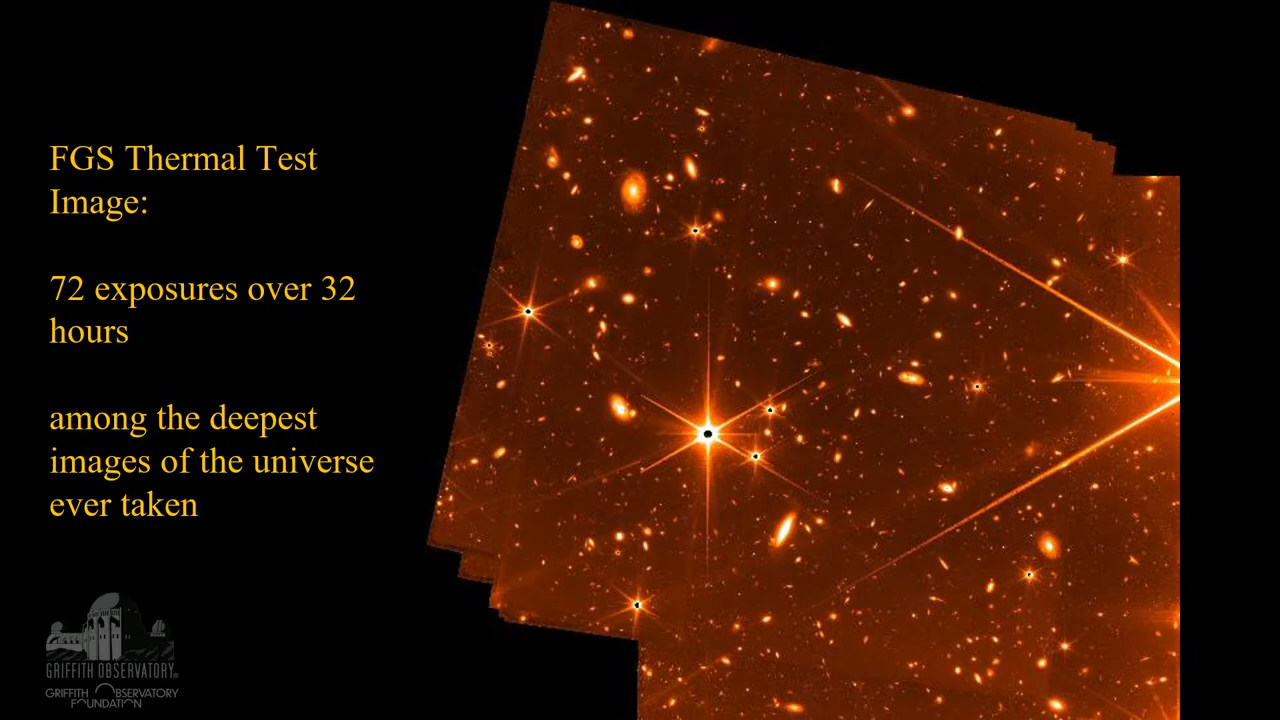 FGS Thermal Test
Image:
72 exposures over 32
hours
among the deepest
images of the universe
ever taken
GRIFFITH OBSERVATORY®
GRIFFITH OBSERVATORY
FOUNDATION